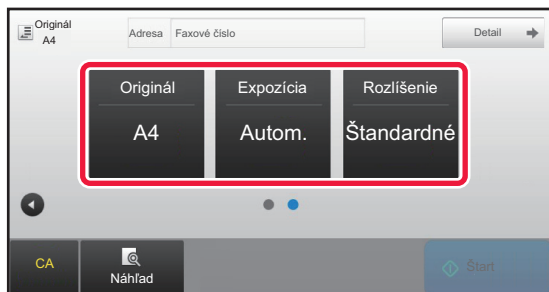 Originál
A4
Adresa Faxové číslo
Detail
Originál
A4
Expozícia
Autom.
Rozlíšenie
Štandardné
CA
Náhľad
Štart